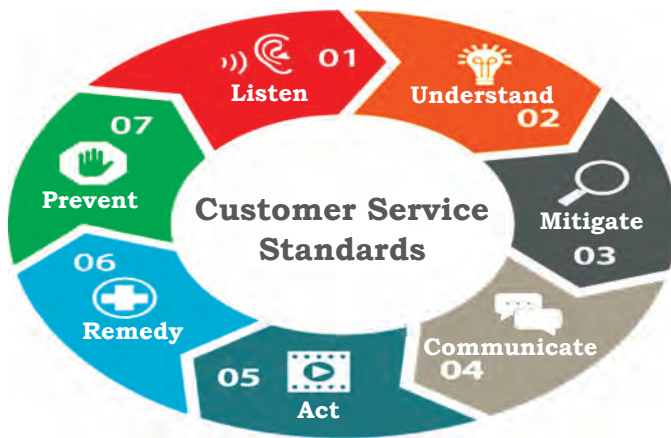 01
Listen
Understand
02
Mitigate
03
Communicate
04
05
Act
06
Remedy
07
Prevent
Customer Service
Standards